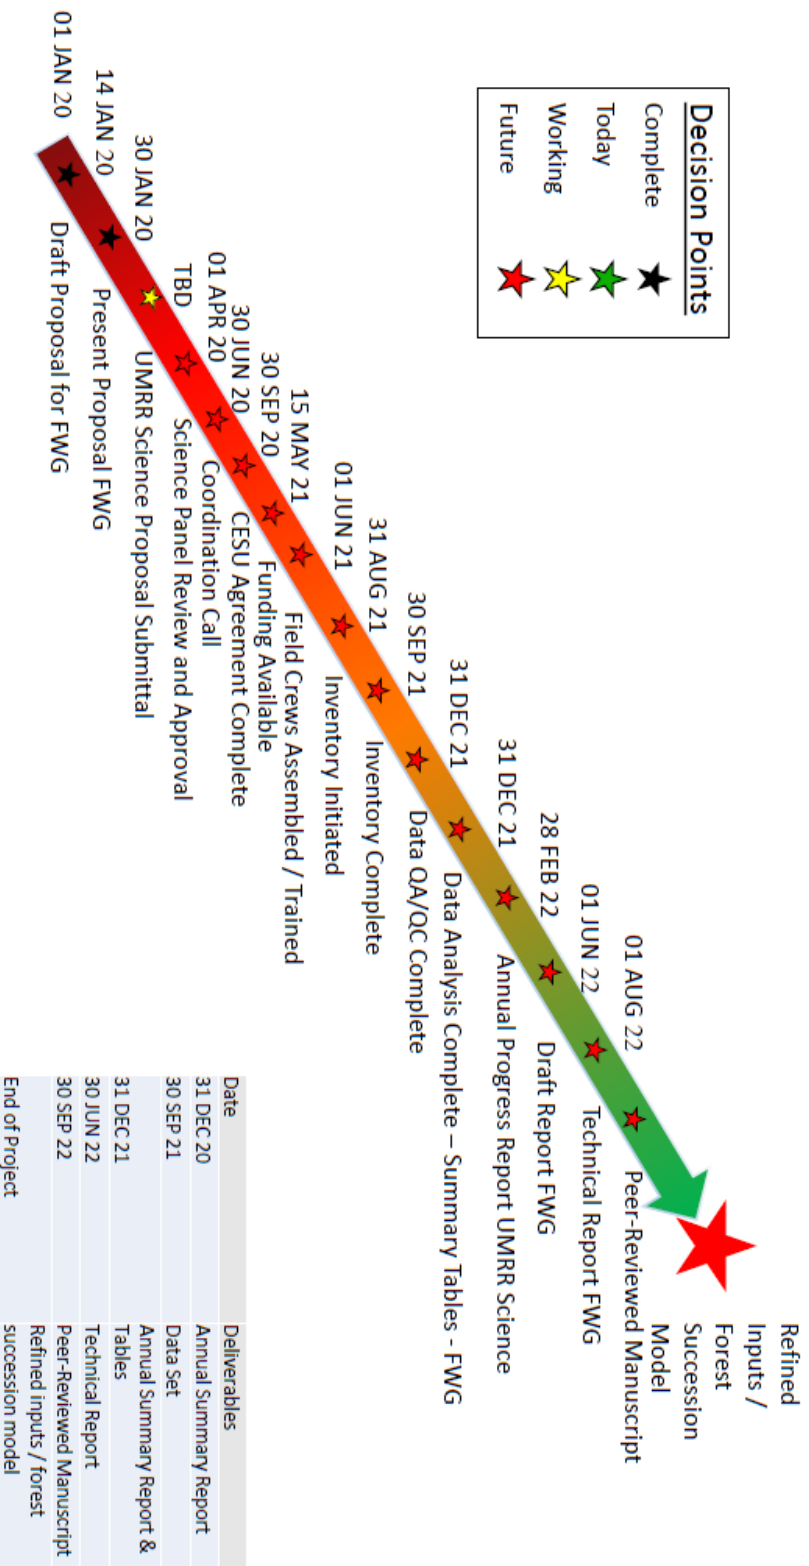 Decision Points
Complete
Today
Working
Future
01 JAN 20
Draft Proposal for FWG
14 JAN 20
Present Proposal FWG
30 JAN 20
UMRR Science Proposal Submittal
TBD
Science Panel Review and Approval
01 APR 20
Coordination Call
30 JUN 20
CESU Agreement Complete
30 SEP 20
Funding Available
15 MAY 21
Field Crews Assembled / Trained
01 JUN 21
Inventory Initiated
31 AUG 21
Inventory Complete
30 SEP 21
Data QA/QC Complete
31 DEC 21
Data Analysis Complete – Summary Tables - FWG
31 DEC 21
Annual Progress Report UMRR Science
28 FEB 22
Draft Report FWG
01 JUN 22
Technical Report FWG
01 AUG 22
Peer-Reviewed Manuscript
Refined
Inputs /
Forest
Succession
Model
Date Deliverables
31 DEC 20 Annual Summary Report
30 SEP 21 Data Set
Annual Summary Report &
31 DEC 21 Tables
30 JUN 22 Technical Report
30 SEP 22 Peer-Reviewed Manuscript
Refined inputs / forest
End of Project succession model